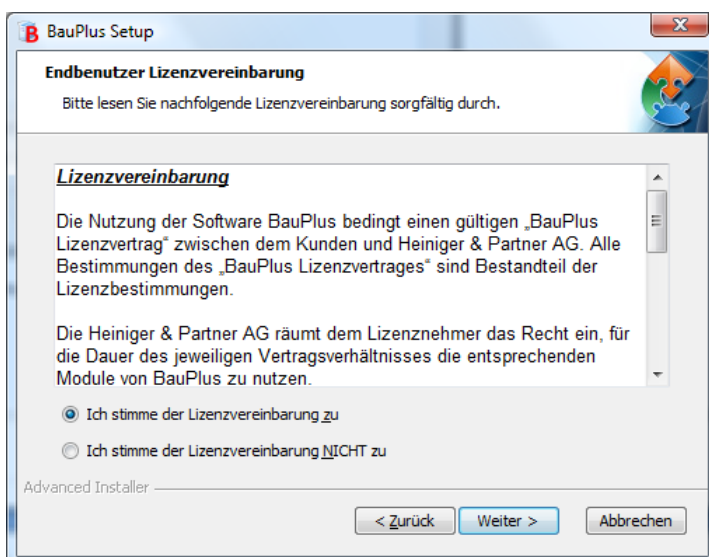 BauPlus Setup
Endbenutzer Lizenzvereinbarung
Bitte lesen Sie nachfolgende Lizenzvereinbarung sorgfältig durch.
Lizenzvereinbarung
Die Nutzung der Software BauPlus bedingt einen gültigen „BauPlus
Lizenzvertrag“ zwischen dem Kunden und Heiniger & Partner AG. Alle
Bestimmungen des „BauPlus Lizenzvertrages“ sind Bestandteil der
Lizenzbestimmungen.
Die Heiniger & Partner AG räumt dem Lizenznehmer das Recht ein, für
die Dauer des jeweiligen Vertragsverhältnisses die entsprechenden
Module von BauPlus zu nutzen.
Ich stimme der Lizenzvereinbarung zu
Ich stimme der Lizenzvereinbarung NICHT zu
Advanced Installer
< Zurück Weiter > Abbrechen